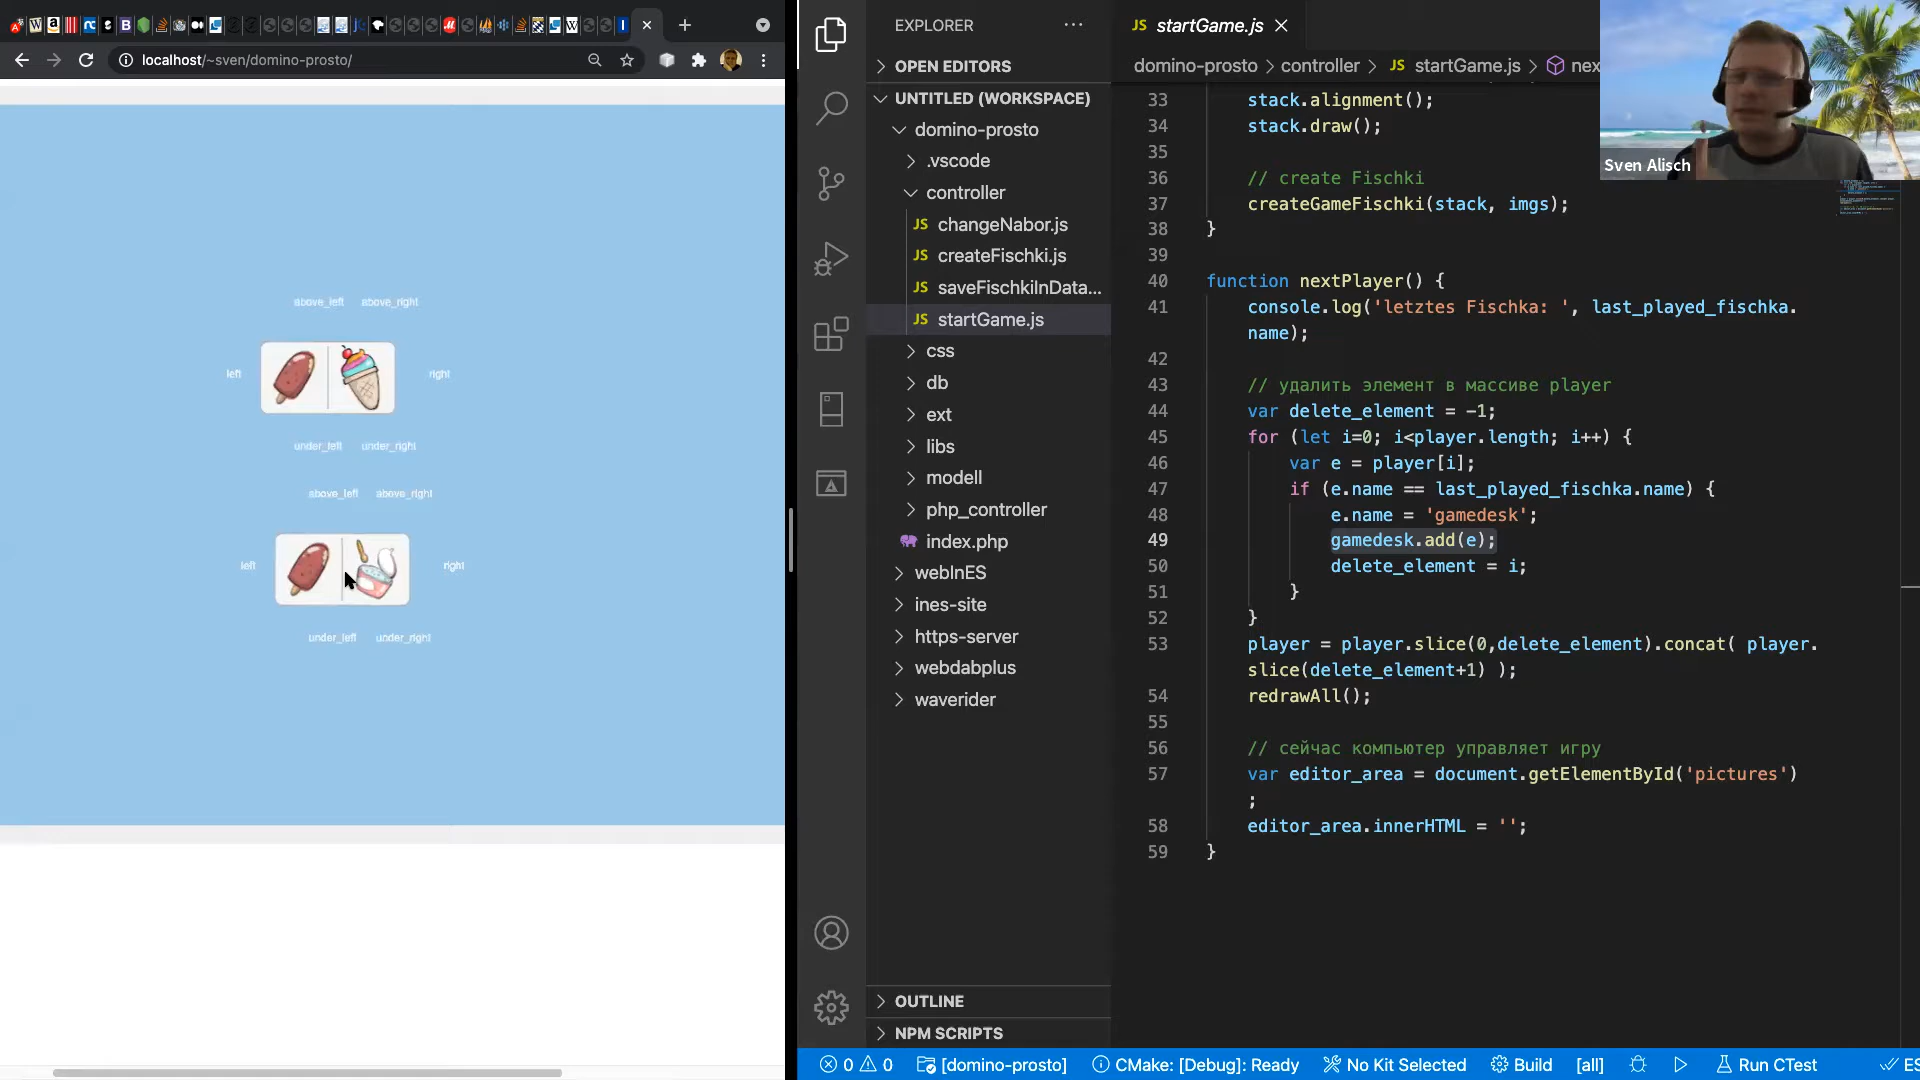 localhost/~sven/domino-prosto/
above_left above_right
left right
under_left under_right
above_left above_right
left right
under_left under_right
EXPLORER
OPEN EDITORS
UNTITLED (WORKSPACE)
domino-prosto
.vscode
controller
JS changeNabor.js
JS createFischki.js
JS saveFischkiInData...
JS startGame.js
css
db
ext
libs
modell
php_controller
index.php
webInES
ines-site
https-server
webdabplus
waverider
OUTLINE
NPM SCRIPTS
JS startGame.js
domino-prosto > controller > JS startGame.js > nex
33 stack.alignment();
34 stack.draw();
35
36 // create Fischki
37 createGameFischki(stack, imgs);
38 }
39
40 function nextPlayer() {
41 console.log('letztes Fischka: ', last_played_fischka.
name);
42
43 // удалить элемент в массиве player
44 var delete_element = -1;
45 for (let i=0; i<player.length; i++) {
46 var e = player[i];
47 if (e.name == last_played_fischka.name) {
48 e.name = 'gamedesk';
49 gamedesk.add(e);
50 delete_element = i;
51 }
52 }
53 player = player.slice(0,delete_element).concat( player.
slice(delete_element+1) );
54 redrawAll();
55
56 // сейчас компьютер управляет игру
57 var editor_area = document.getElementById('pictures')
;
58 editor_area.innerHTML = '';
59 }
Sven Alisch
0 0 [domino-prosto] CMake: [Debug]: Ready No Kit Selected Build [all] Run CTest ES